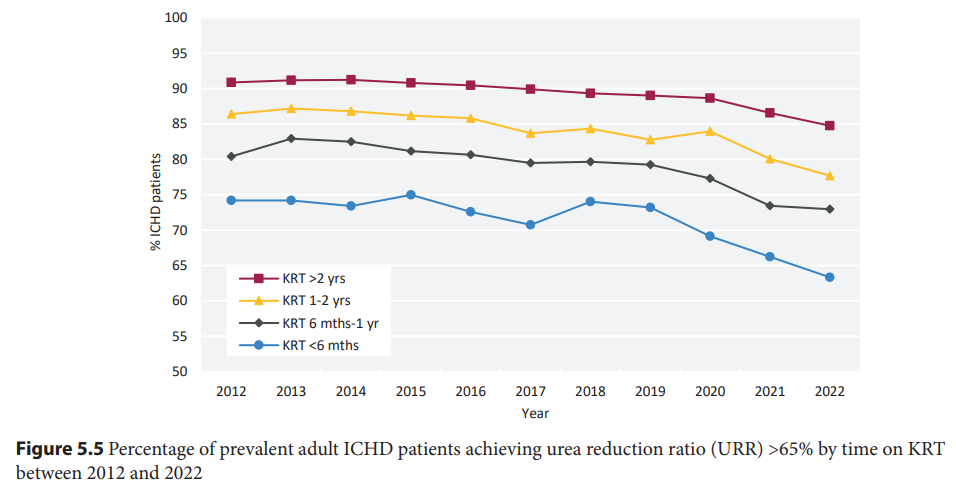 100
95
90
85
80
75
70
65
60
55
50
% ICHD patients
KRT >2 yrs
KRT 1-2 yrs
KRT 6 mths-1 yr
KRT <6 mths
2012 2013 2014 2015 2016 2017 2018 2019 2020 2021 2022
Year
Figure 5.5 Percentage of prevalent adult ICHD patients achieving urea reduction ratio (URR) >65% by time on KRT
between 2012 and 2022